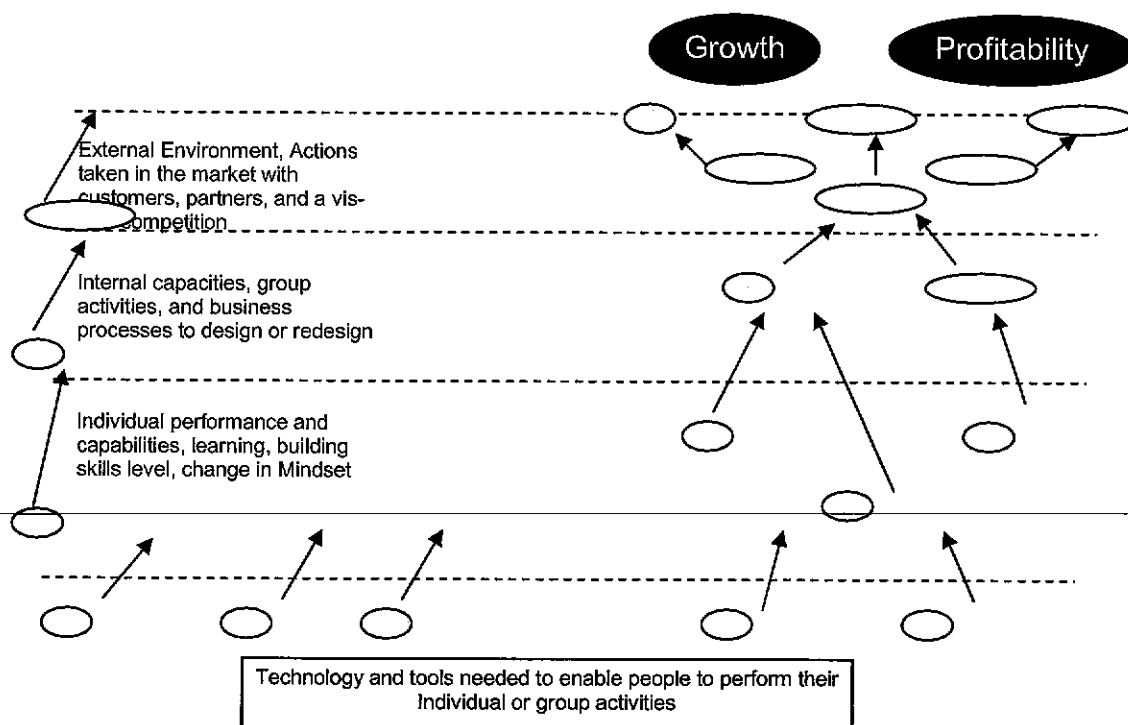 Growth
Profitability
External Environment, Actions
taken in the market with
customers, partners, and a vis-
competition
Internal capacities, group
activities, and business
processes to design or redesign
Individual performance and
capabilities, learning, building
skills level, change in Mindset
Technology and tools needed to enable people to perform their
Individual or group activities